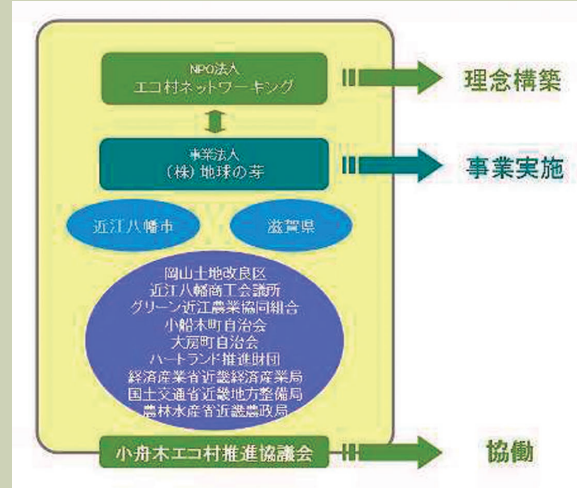 NPO法人
エコ村ネットワーキング
理念構築
事業法人
(株)地球の芽
事業実施
近江八幡市
滋賀県
岡山土地改良区
近江八幡商工会議所
グリーン近江農業協同組合
小船木町自治会
大房町自治会
ハートランド推進財団
経済産業省近畿経済産業局
国土交通省近畿地方整備局
農林水産省近畿農政局
小舟木エコ村推進協議会
協働